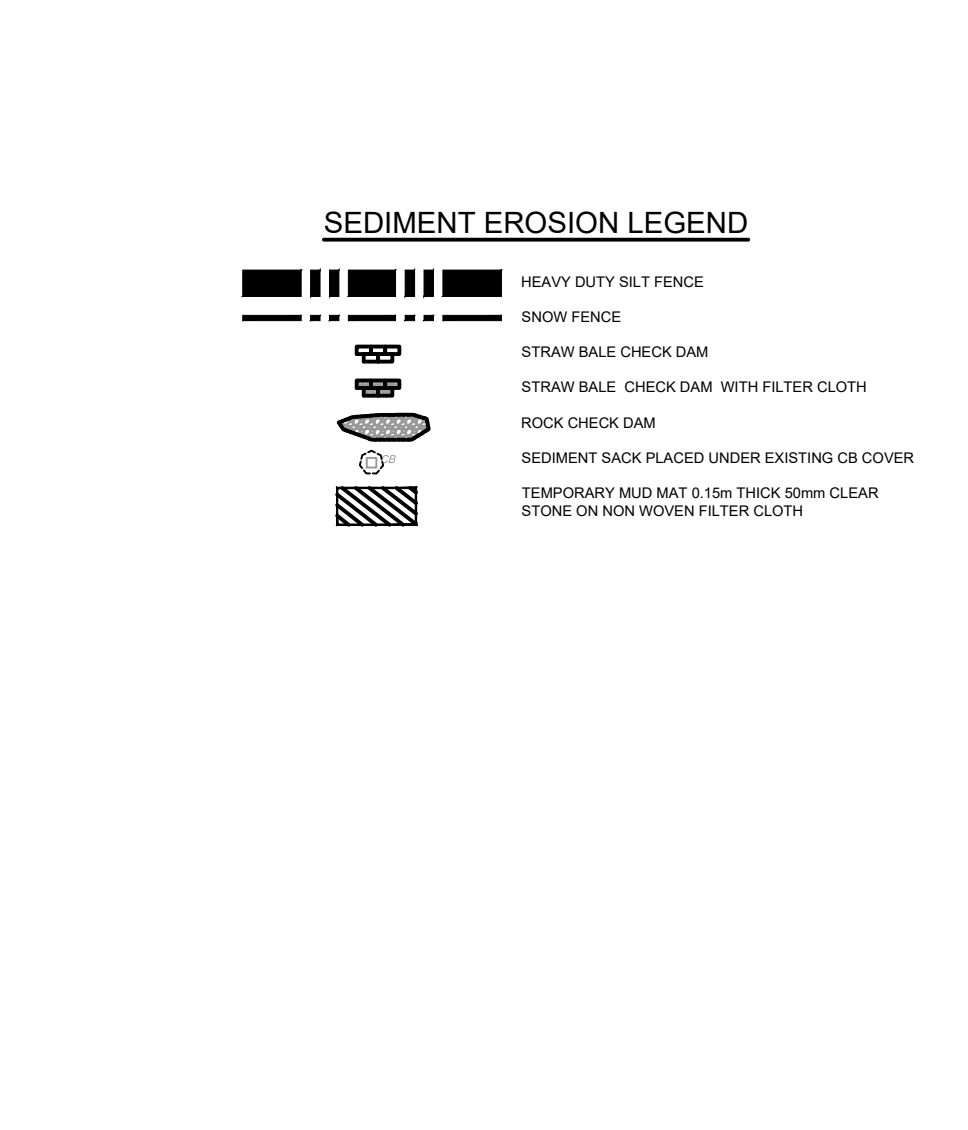 SEDIMENT EROSION LEGEND
HEAVY DUTY SILT FENCE
SNOW FENCE
STRAW BALE CHECK DAM
STRAW BALE CHECK DAM WITH FILTER CLOTH
ROCK CHECK DAM
CB
SEDIMENT SACK PLACED UNDER EXISTING CB COVER
TEMPORARY MUD MAT 0.15m THICK 50mm CLEAR
STONE ON NON WOVEN FILTER CLOTH